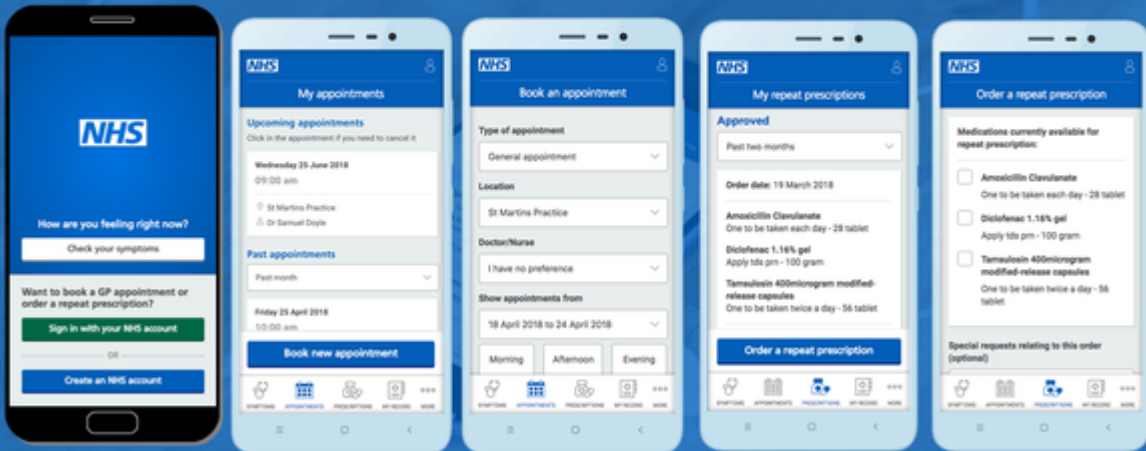 NHS
How are you feeling right now?
Check your symptoms
Want to book a GP appointment or
order a repeat prescription?
Sign in with your NHS account
OR
Create an NHS account
NHS
My appointments
Upcoming appointments
Click in the appointment if you need to cancel it
Wednesday 25 June 2018
09:00 am
St Martins Practice
Dr Samuel Doyle
Past appointments
Past month
Friday 25 April 2018
10:00 am
Book new appointment
SYMPTOMS APPOINTMENTS PRESCRIPTIONS MY RECORD MORE
NHS
Book an appointment
Type of appointment
General appointment
Location
St Martins Practice
Doctor/Nurse
I have no preference
Show appointments from
18 April 2018 to 24 April 2018
Morning Afternoon Evening
SYMPTOMS APPOINTMENTS PRESCRIPTIONS MY RECORD MORE
NHS
My repeat prescriptions
Approved
Past two months
Order date: 19 March 2018
Amoxicillin Clavulanate
One to be taken each day - 28 tablet
Diclofenac 1.16% gel
Apply tds prn - 100 gram
Tamsulosin 400microgram modified-
release capsules
One to be taken twice a day - 56 tablet
Order a repeat prescription
SYMPTOMS APPOINTMENTS PRESCRIPTIONS MY RECORD MORE
NHS
Order a repeat prescription
Medications currently available for
repeat prescription:
Amoxicillin Clavulanate
One to be taken each day - 28 tablet
Diclofenac 1.16% gel
Apply tds prn - 100 gram
Tamsulosin 400microgram
modified-release capsules
One to be taken twice a day - 56
tablet
Special requests relating to this order
(optional)
SYMPTOMS APPOINTMENTS PRESCRIPTIONS MY RECORD MORE